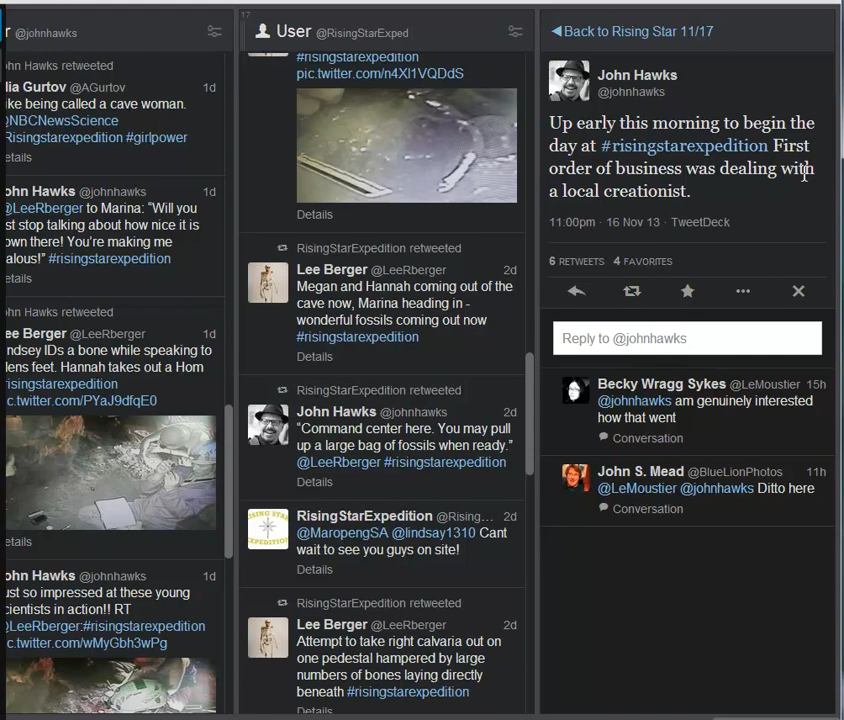 r @johnhawks
ohn Hawks retweeted
lia Gurtov @AGurtov 1d
ke being called a cave woman.
@NBCNewsScience
Risingstarexpedition #girlpower
etails
ohn Hawks @johnhawks 1d
@LeeRberger to Marina: “Will you
st stop talking about how nice it is
own there! You’re making me
alous!” #risingstarexpedition
etails
ohn Hawks retweeted
ee Berger @LeeRberger 1d
ndsey IDs a bone while speaking to
lens feet. Hannah takes out a Hom
risingstarexpedition
c.twitter.com/PYaJ9dfqE0
etails
ohn Hawks @johnhawks 1d
ust so impressed at these young
cientists in action!! RT
@LeeRberger:#risingstarexpedition
c.twitter.com/wMyGbh3wPg
17
User @RisingStarExped
#risingstarexpedition
pic.twitter.com/n4Xl1VQDdS
Details
RisingStarExpedition retweeted
Lee Berger @LeeRberger 2d
Megan and Hannah coming out of the
cave now, Marina heading in -
wonderful fossils coming out now
#risingstarexpedition
Details
RisingStarExpedition retweeted
John Hawks @johnhawks 2d
“Command center here. You may pull
up a large bag of fossils when ready.”
@LeeRberger #risingstarexpedition
Details
RISING STAR
EXPEDITION
RisingStarExpedition @Rising... 2d
@MaropengSA @lindsay1310 Cant
wait to see you guys on site!
Details
RisingStarExpedition retweeted
Lee Berger @LeeRberger 2d
Attempt to take right calvaria out on
one pedestal hampered by large
numbers of bones laying directly
beneath #risingstarexpedition
Details
Back to Rising Star 11/17
John Hawks
@johnhawks
Up early this morning to begin the
day at #risingstarexpedition First
order of business was dealing with
a local creationist.
11:00pm · 16 Nov 13 · TweetDeck
6 RETWEETS 4 FAVORITES
Reply to @johnhawks
Becky Wragg Sykes @LeMoustier 15h
@johnhawks am genuinely interested
how that went
Conversation
John S. Mead @BlueLionPhotos 11h
@LeMoustier @johnhawks Ditto here
Conversation